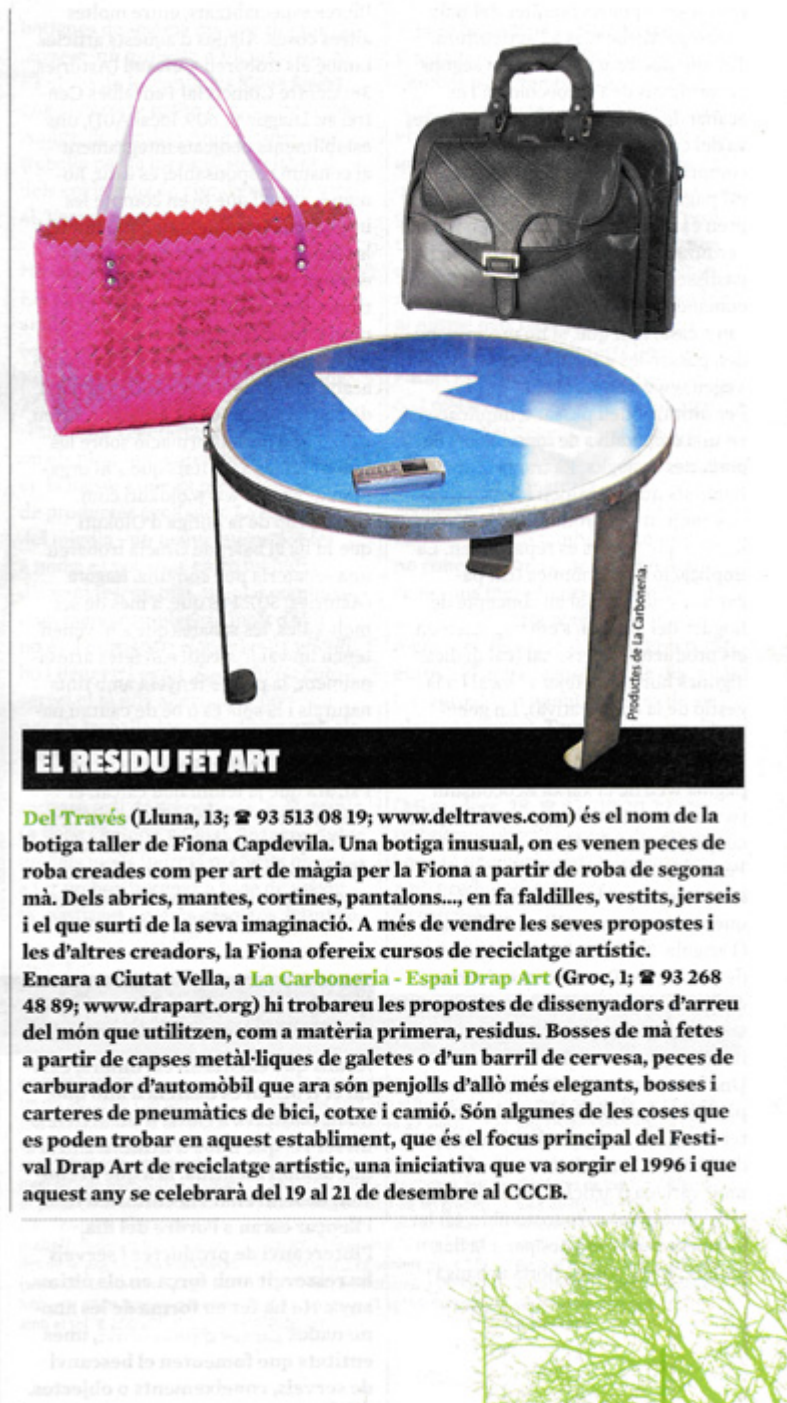 Productes de La Carboneria.
EL RESIDU FET ART
Del Través (Lluna, 13; ☎ 93 513 08 19; www.deltraves.com) és el nom de la
botiga taller de Fiona Capdevila. Una botiga inusual, on es venen peces de
roba creades com per art de màgia per la Fiona a partir de roba de segona
mà. Dels abrics, mantes, cortines, pantalons..., en fa faldilles, vestits, jerseis
i el que surti de la seva imaginació. A més de vendre les seves propostes i
les d'altres creadors, la Fiona ofereix cursos de reciclatge artístic.
Encara a Ciutat Vella, a La Carboneria - Espai Drap Art (Groc, 1; ☎ 93 268
48 89; www.drapart.org) hi trobareu les propostes de dissenyadors d'arreu
del món que utilitzen, com a matèria primera, residus. Bosses de mà fetes
a partir de capses metàl·liques de galetes o d'un barril de cervesa, peces de
carburador d'automòbil que ara són penjolls d'allò més elegants, bosses i
carteres de pneumàtics de bici, cotxe i camió. Són algunes de les coses que
es poden trobar en aquest establiment, que és el focus principal del Festi-
val Drap Art de reciclatge artístic, una iniciativa que va sorgir el 1996 i que
aquest any se celebrarà del 19 al 21 de desembre al CCCB.